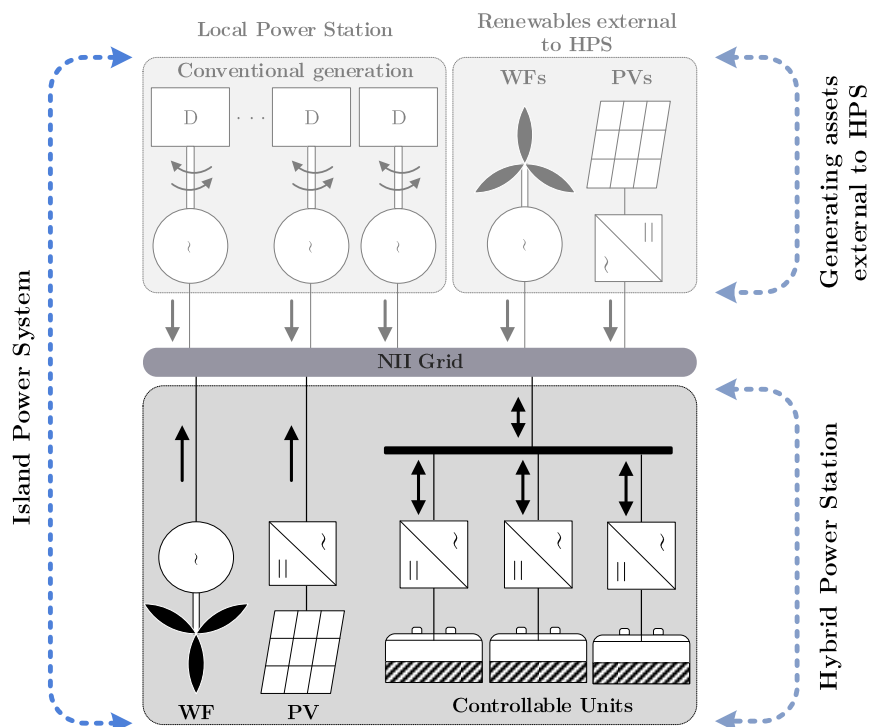 Local Power Station
Renewables external
to HPS
Conventional generation
WFs
PVs
D
. . .
D
D
~
~
~
~
~
NII Grid
~
~
~
~
~
WF
PV
Controllable Units
Island Power System
Generating assets
external to HPS
Hybrid Power Station